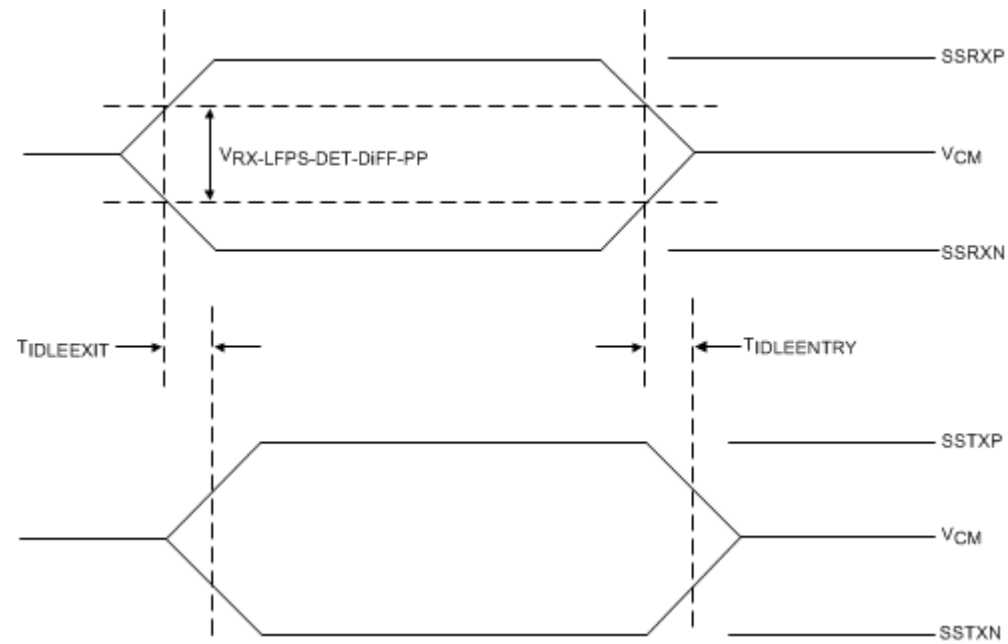 SSRXP
VRX-LFPS-DET-DiFF-PP
VCM
SSRXN
TIDLEEXIT
TIDLEENTRY
SSTXP
VCM
SSTXN